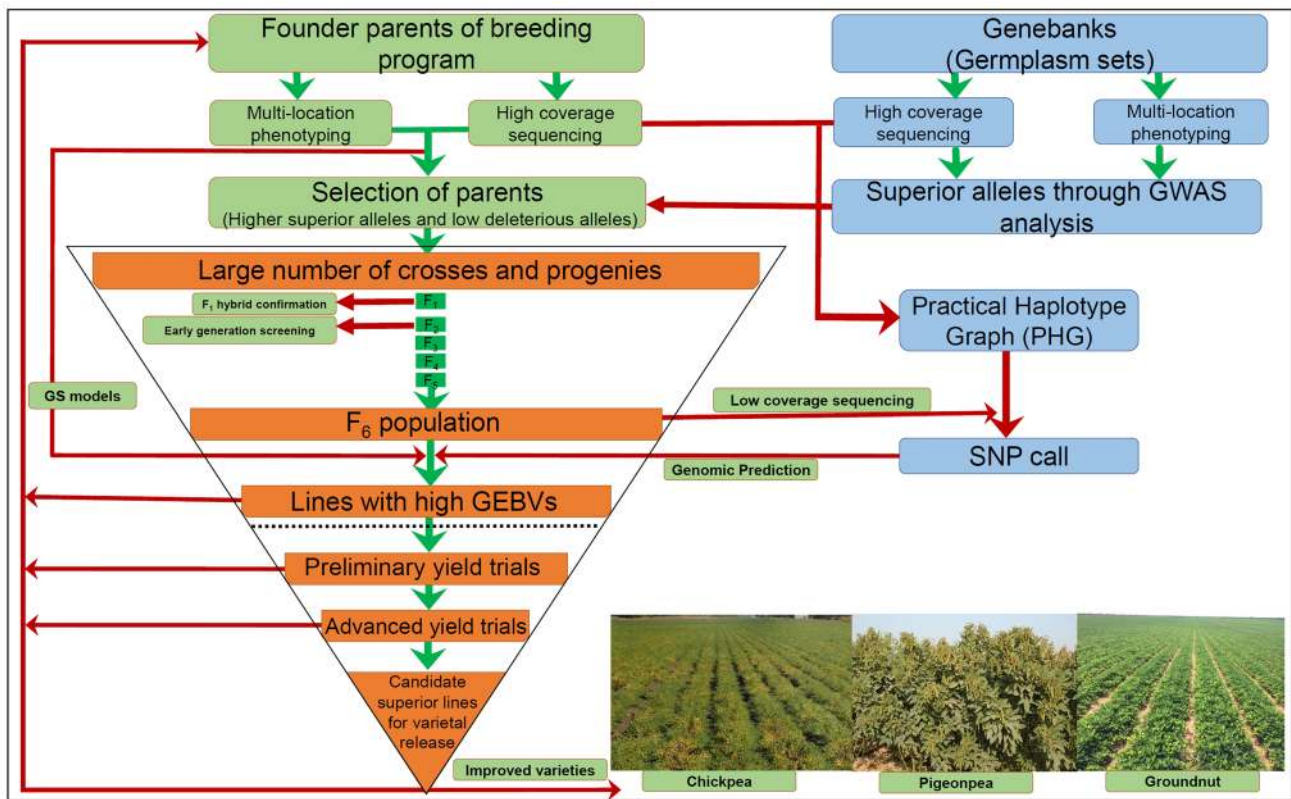 Founder parents of breeding
program
Genebanks
(Germplasm sets)
Multi-location
phenotyping
High coverage
sequencing
High coverage
sequencing
Multi-location
phenotyping
Selection of parents
(Higher superior alleles and low deleterious alleles)
Superior alleles through GWAS
analysis
Large number of crosses and progenies
F₁ hybrid confirmation
F₁
Early generation screening
F₂
F₃
F₄
F₅
Practical Haplotype
Graph (PHG)
GS models
Low coverage sequencing
F₆ population
SNP call
Genomic Prediction
Lines with high GEBVs
Preliminary yield trials
Advanced yield trials
Candidate
superior lines
for varietal
release
Improved varieties
Chickpea
Pigeonpea
Groundnut